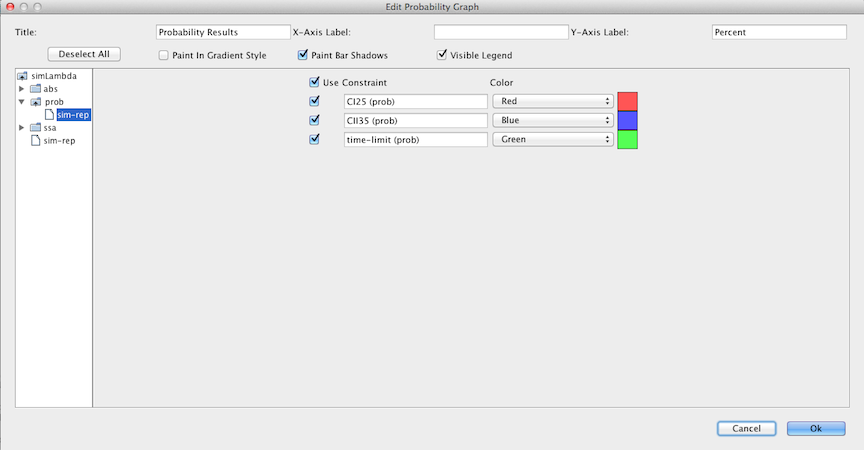 Edit Probability Graph
Title: Probability Results X-Axis Label: Y-Axis Label: Percent
Deselect All Paint In Gradient Style Paint Bar Shadows Visible Legend
simLambda
abs
prob
sim-rep
ssa
sim-rep
Use Constraint Color
CI25 (prob) Red
CII35 (prob) Blue
time-limit (prob) Green
Cancel Ok